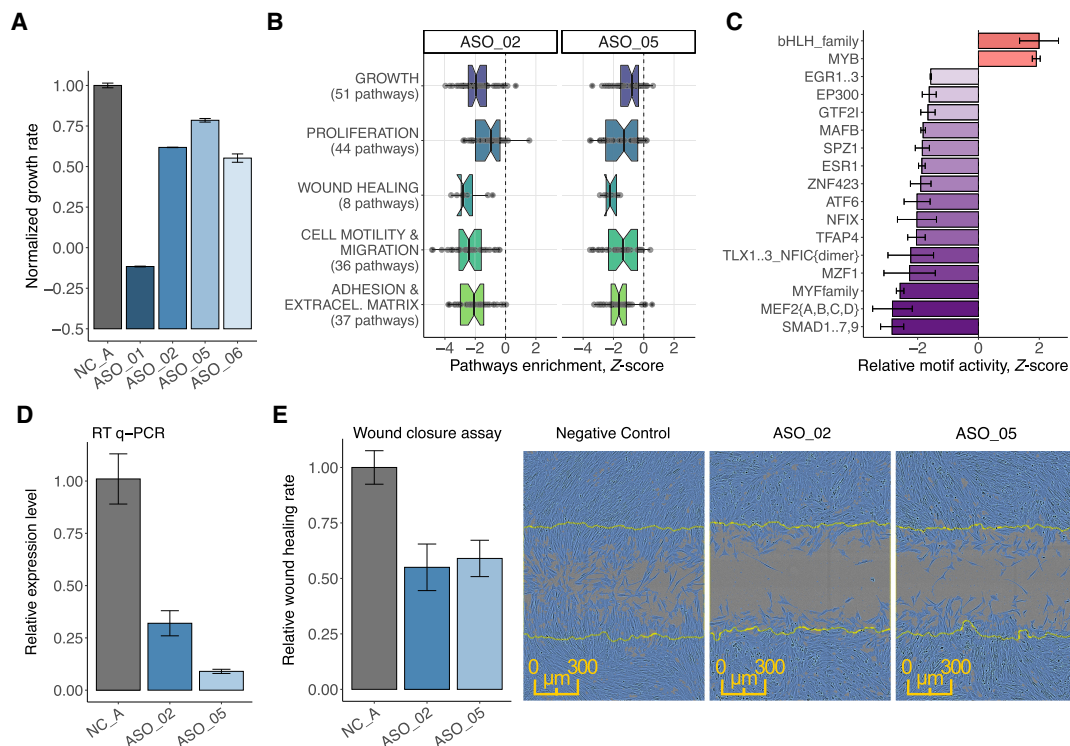 A
Normalized growth rate
1.00
0.75
0.50
0.25
0.00
−0.25
−0.5
NC_A
ASO_01
ASO_02
ASO_05
ASO_06
B
ASO_02
ASO_05
GROWTH
(51 pathways)
PROLIFERATION
(44 pathways)
WOUND HEALING
(8 pathways)
CELL MOTILITY &
MIGRATION
(36 pathways)
ADHESION &
EXTRACEL. MATRIX
(37 pathways)
−4 −2 0 2
−4 −2 0 2
Pathways enrichment, Z-score
C
bHLH_family
MYB
EGR1..3
EP300
GTF2I
MAFB
SPZ1
ESR1
ZNF423
ATF6
NFIX
TFAP4
TLX1..3_NFIC{dimer}
MZF1
MYFfamily
MEF2{A,B,C,D}
SMAD1..7,9
−2 0 2
Relative motif activity, Z-score
D
RT q−PCR
Relative expression level
1.00
0.75
0.50
0.25
0.00
NC_A
ASO_02
ASO_05
E
Wound closure assay
Relative wound healing rate
1.00
0.75
0.50
0.25
0.00
NC_A
ASO_02
ASO_05
Negative Control
ASO_02
ASO_05
0 300
µm
0 300
µm
0 300
µm